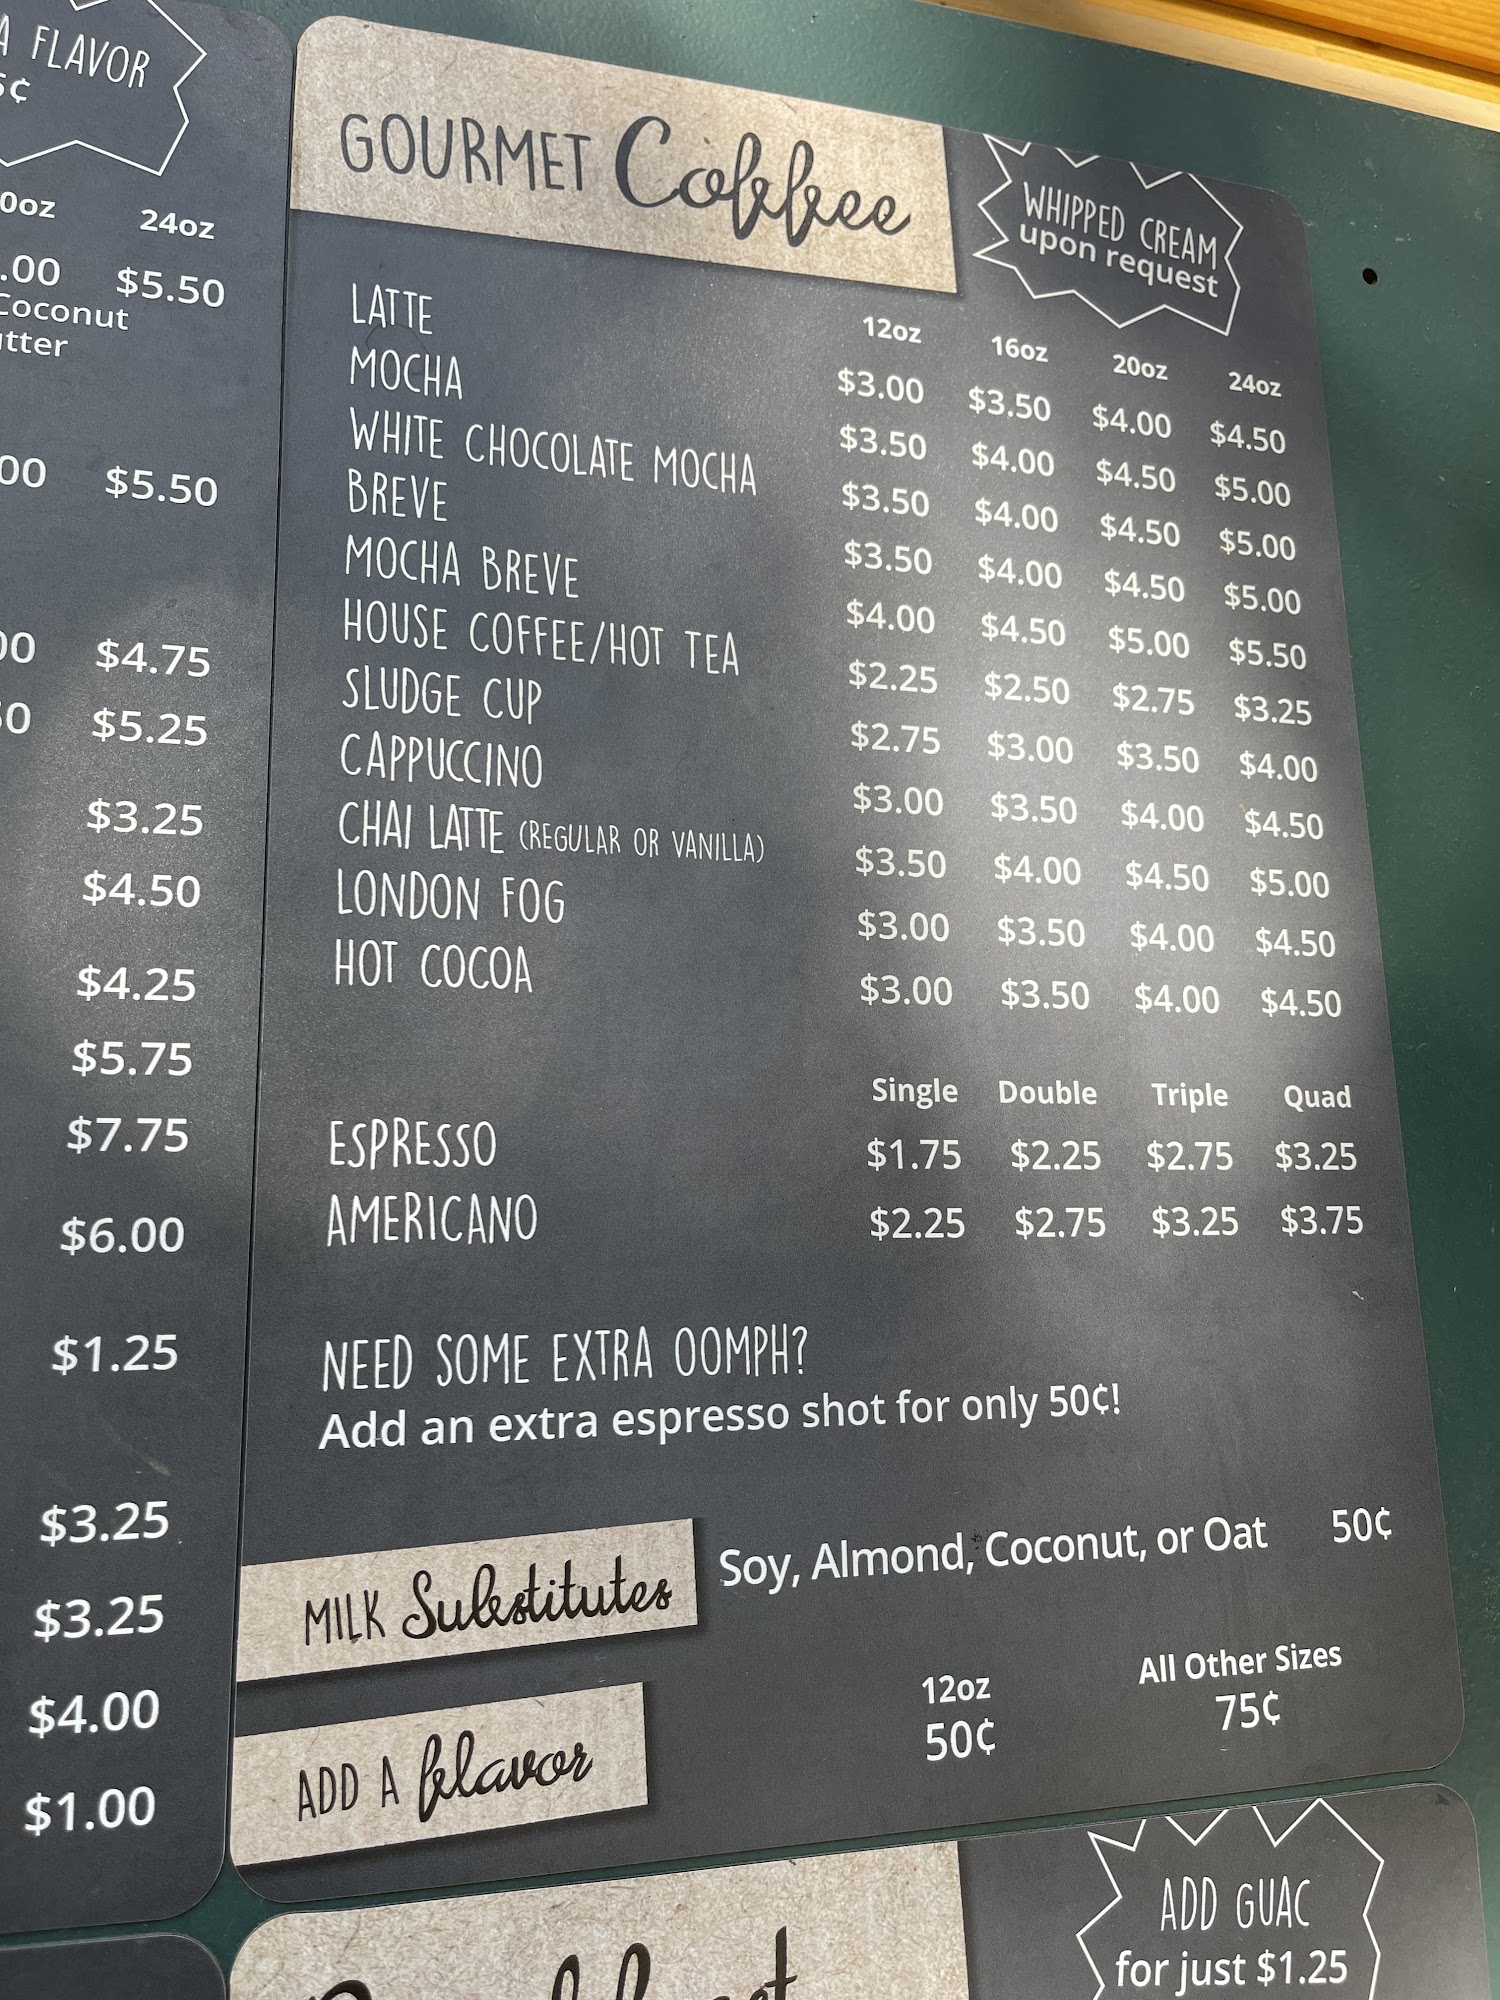 A FLAVOR
5¢
0oz 24oz
.00 $5.50
Coconut
utter
00 $5.50
00 $4.75
50 $5.25
$3.25
$4.50
$4.25
$5.75
$7.75
$6.00
$1.25
$3.25
$3.25
$4.00
$1.00
GOURMET Coffee
WHIPPED CREAM
upon request
12oz 16oz 20oz 24oz
LATTE $3.00 $3.50 $4.00 $4.50
MOCHA $3.50 $4.00 $4.50 $5.00
WHITE CHOCOLATE MOCHA $3.50 $4.00 $4.50 $5.00
BREVE $3.50 $4.00 $4.50 $5.00
MOCHA BREVE $4.00 $4.50 $5.00 $5.50
HOUSE COFFEE/HOT TEA $2.25 $2.50 $2.75 $3.25
SLUDGE CUP $2.75 $3.00 $3.50 $4.00
CAPPUCCINO $3.00 $3.50 $4.00 $4.50
CHAI LATTE (REGULAR OR VANILLA) $3.50 $4.00 $4.50 $5.00
LONDON FOG $3.00 $3.50 $4.00 $4.50
HOT COCOA $3.00 $3.50 $4.00 $4.50
Single Double Triple Quad
ESPRESSO $1.75 $2.25 $2.75 $3.25
AMERICANO $2.25 $2.75 $3.25 $3.75
NEED SOME EXTRA OOMPH?
Add an extra espresso shot for only 50¢!
MILK Substitutes Soy, Almond, Coconut, or Oat 50¢
12oz All Other Sizes
ADD A flavor 50¢ 75¢
ADD GUAC
for just $1.25